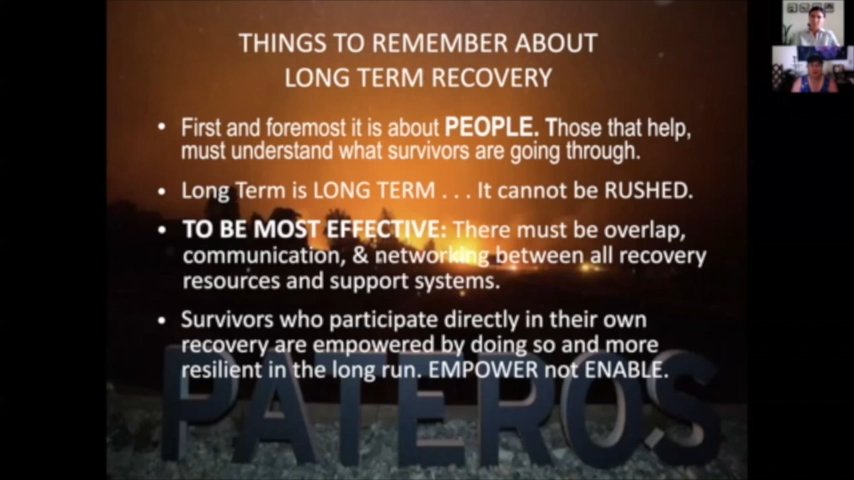 THINGS TO REMEMBER ABOUT
LONG TERM RECOVERY
• First and foremost it is about PEOPLE. Those that help,
must understand what survivors are going through.
• Long Term is LONG TERM . . . It cannot be RUSHED.
• TO BE MOST EFFECTIVE: There must be overlap,
communication, & networking between all recovery
resources and support systems.
• Survivors who participate directly in their own
recovery are empowered by doing so and more
resilient in the long run. EMPOWER not ENABLE.
PATEROS